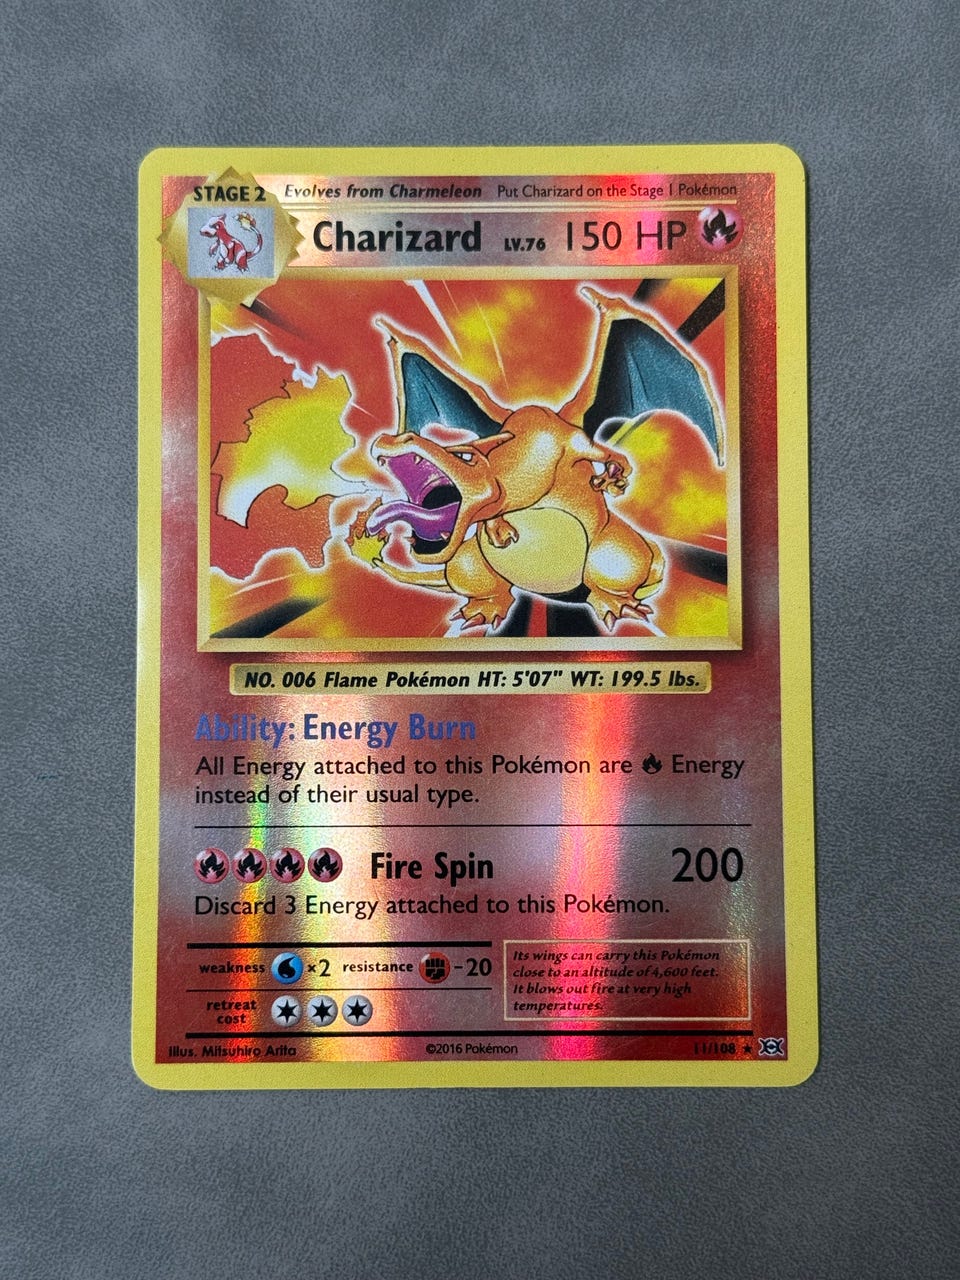 STAGE 2 Evolves from Charmeleon Put Charizard on the Stage 1 Pokémon
Charizard LV.76 150 HP
NO. 006 Flame Pokémon HT: 5'07" WT: 199.5 lbs.
Ability: Energy Burn
All Energy attached to this Pokémon are Energy
instead of their usual type.
Fire Spin 200
Discard 3 Energy attached to this Pokémon.
weakness ×2 resistance -20
retreat
cost
Its wings can carry this Pokémon
close to an altitude of 4,600 feet.
It blows out fire at very high
temperatures.
Illus. Mitsuhiro Arita ©2016 Pokémon 11/108 ★